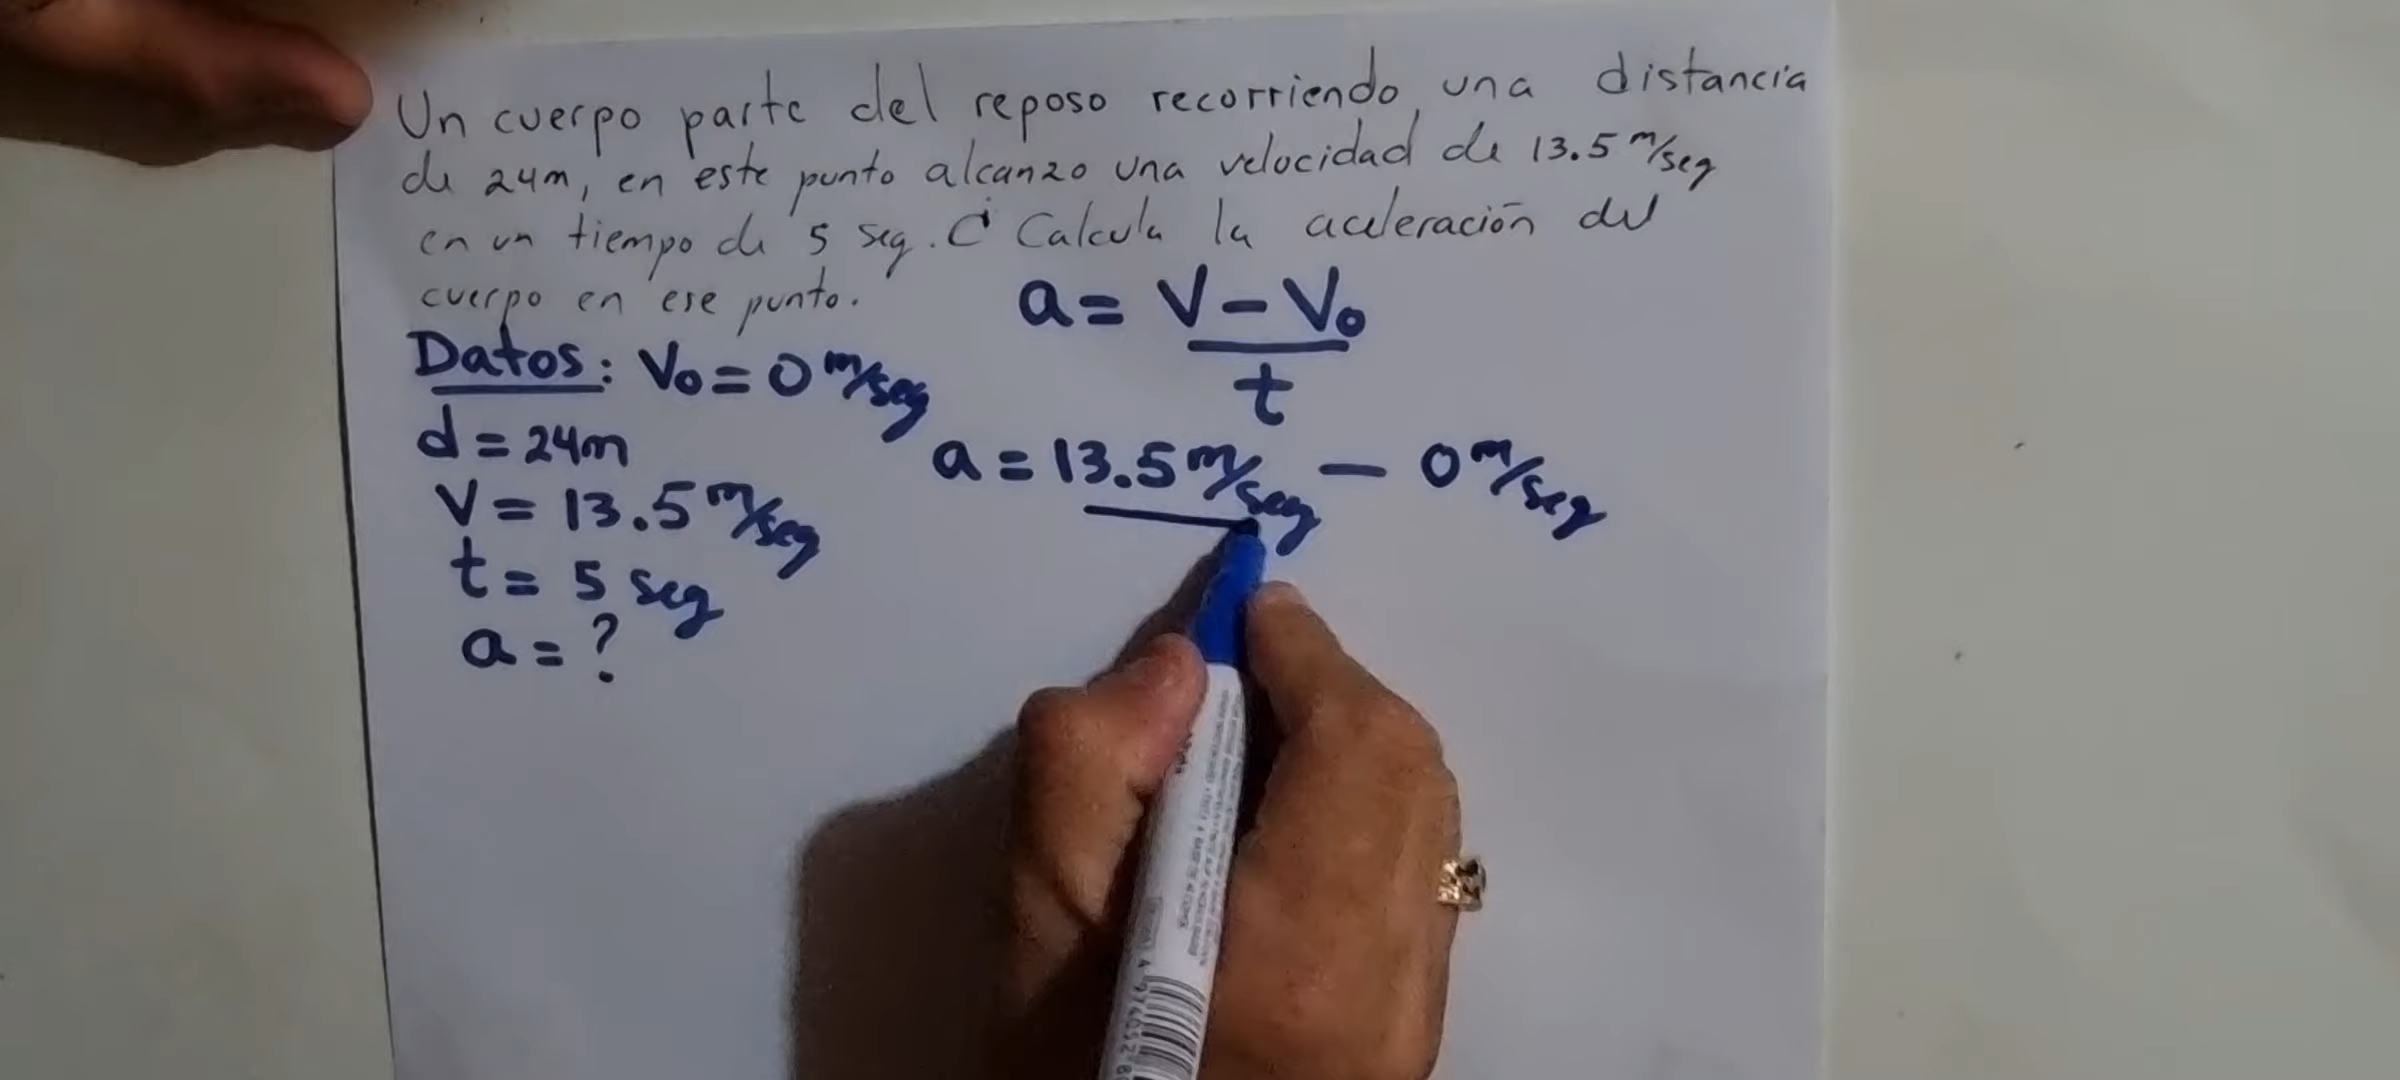 Un cuerpo parte del reposo recorriendo una distancia
de 24m, en este punto alcanzo una velocidad de 13.5 m/seg
en un tiempo de 5 seg. C Calcula la aceleración del
cuerpo en ese punto.
a = V - Vo
t
Datos: Vo = 0 m/seg
d = 24m
V = 13.5 m/seg
t = 5 seg
a = ?
a = 13.5 m/seg - 0 m/seg